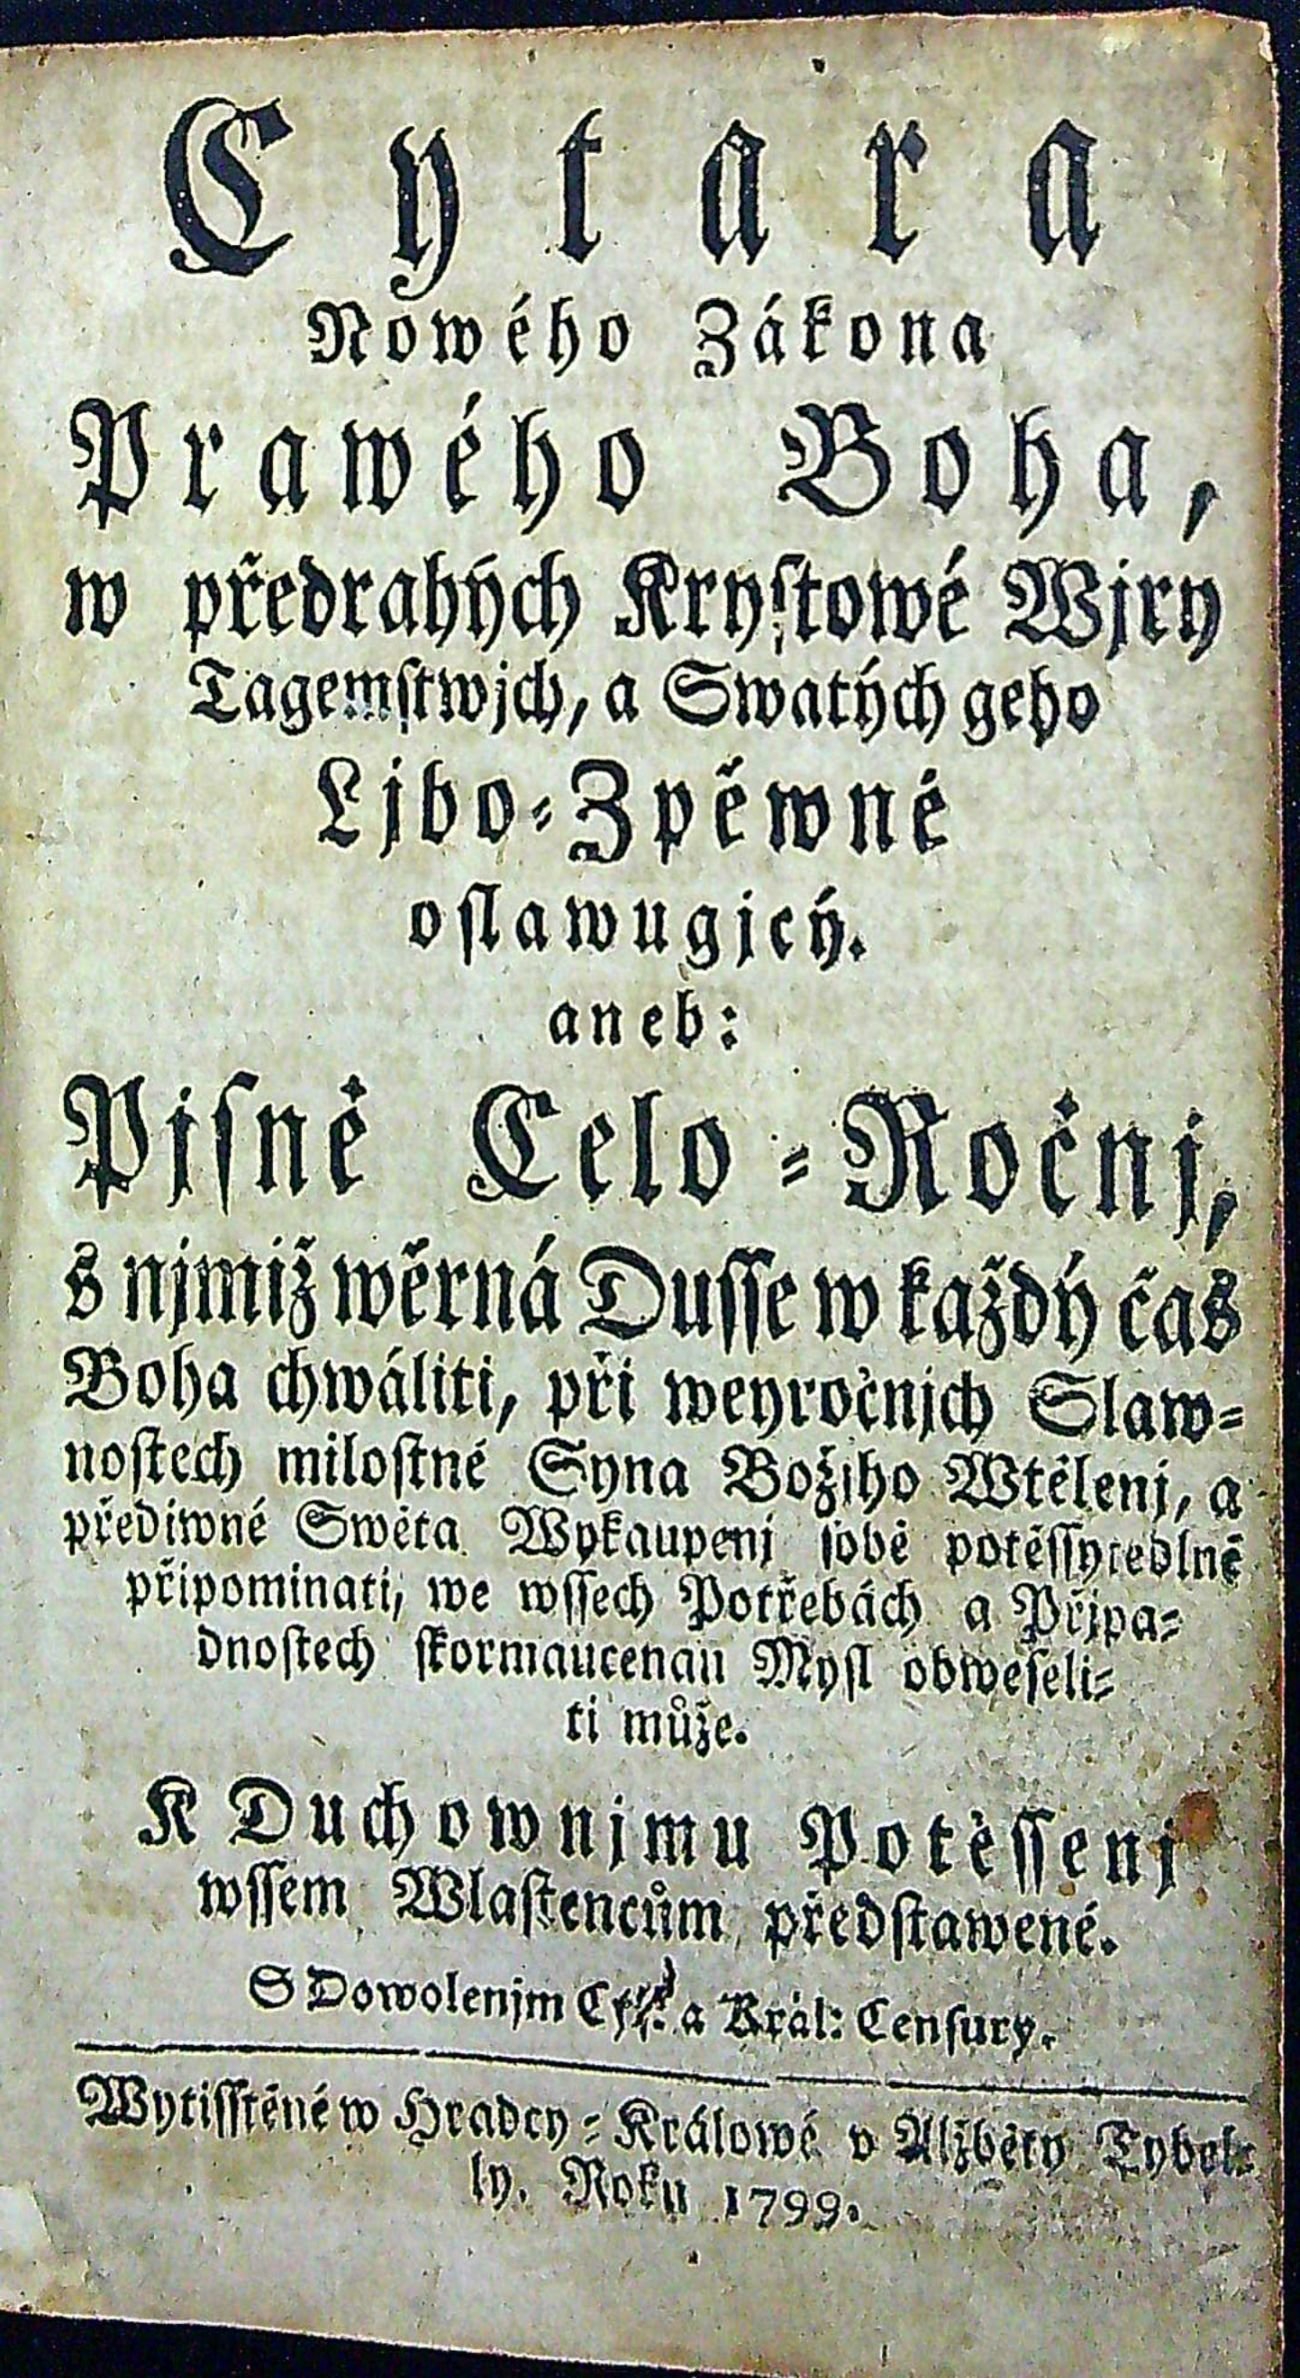 Cytara
Nowého Zákona
Prawého Boha,
w předrahých Krystowé Wjry
Tagemstwjch, a Swatých geho
Ljbo-Zpěwně
oslawugjcý.
aneb:
Pjsně Celo-Ročnj,
s njmiž wěrná Dusse w každý čas
Boha chwáliti, při weyročnjch Slaw-
nostech milostné Syna Božjho Wtělenj, a
předjwné Swěta Wykaupenj sobě potěssytedlně
připominati, we wssech Potřebách a Přjpa-
dnostech skormaucenau Mysl obweseli-
ti může.
K Duchownjmu Potěssenj
wssem Wlastencům předstawené.
S Dowolenjm a Král: Censury.
Wytisstěné w Hradcy-Králowé v Alžběty Tybel-
ly. Roku 1799.